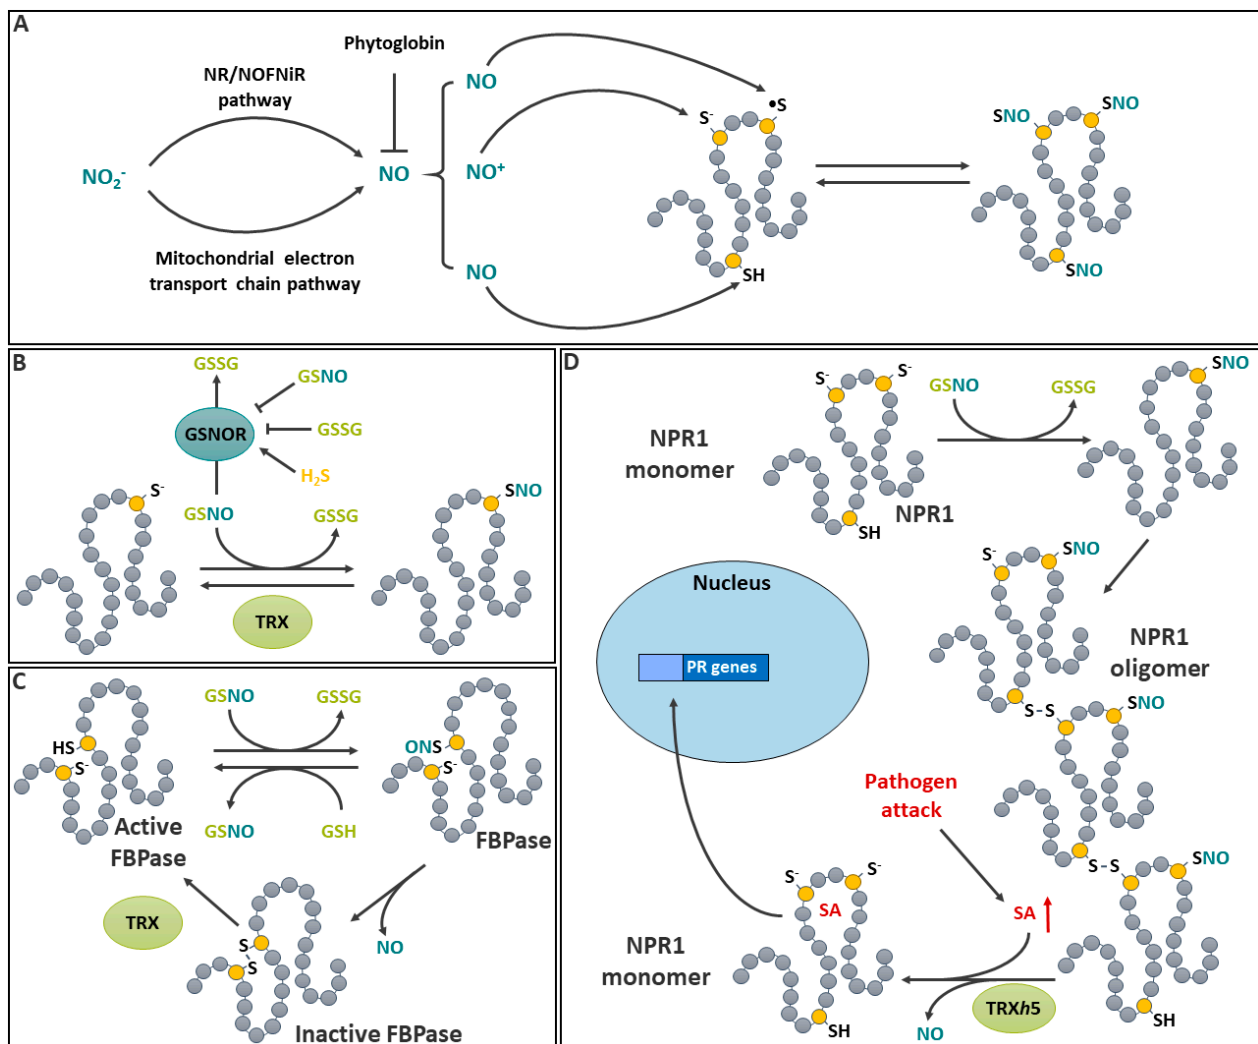 A
Phytoglobin
NR/NOFNiR
pathway
NO₂⁻
NO
NO
NO⁺
NO
Mitochondrial electron
transport chain pathway
S⁻
•S
SH
SNO
SNO
SNO
B
GSSG
GSNO
GSNOR
GSSG
H₂S
S⁻
GSNO
GSSG
SNO
TRX
C
GSNO
GSSG
HS
S⁻
ONS
S⁻
GSNO
GSH
Active
FBPase
FBPase
TRX
S
S
NO
Inactive FBPase
D
S⁻
S⁻
GSNO
GSSG
SNO
NPR1
monomer
NPR1
SH
S⁻
SNO
Nucleus
PR genes
NPR1
oligomer
S-S
SNO
Pathogen
attack
S-S
SNO
S⁻
S⁻
SA
SA
NPR1
monomer
SH
NO
TRXh5
SH